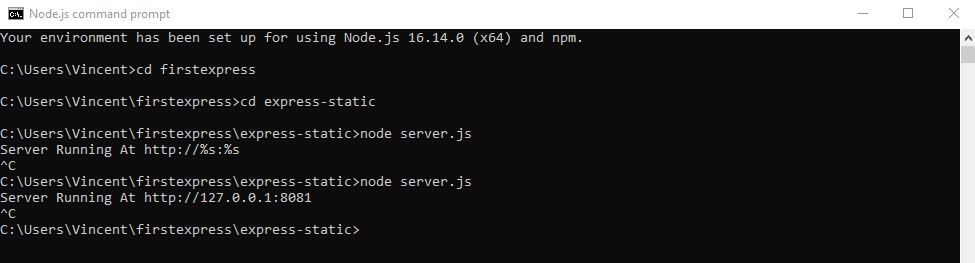 Node.js command prompt
Your environment has been set up for using Node.js 16.14.0 (x64) and npm.
C:\Users\Vincent>cd firstexpress
C:\Users\Vincent\firstexpress>cd express-static
C:\Users\Vincent\firstexpress\express-static>node server.js
Server Running At http://%s:%s
^C
C:\Users\Vincent\firstexpress\express-static>node server.js
Server Running At http://127.0.0.1:8081
^C
C:\Users\Vincent\firstexpress\express-static>